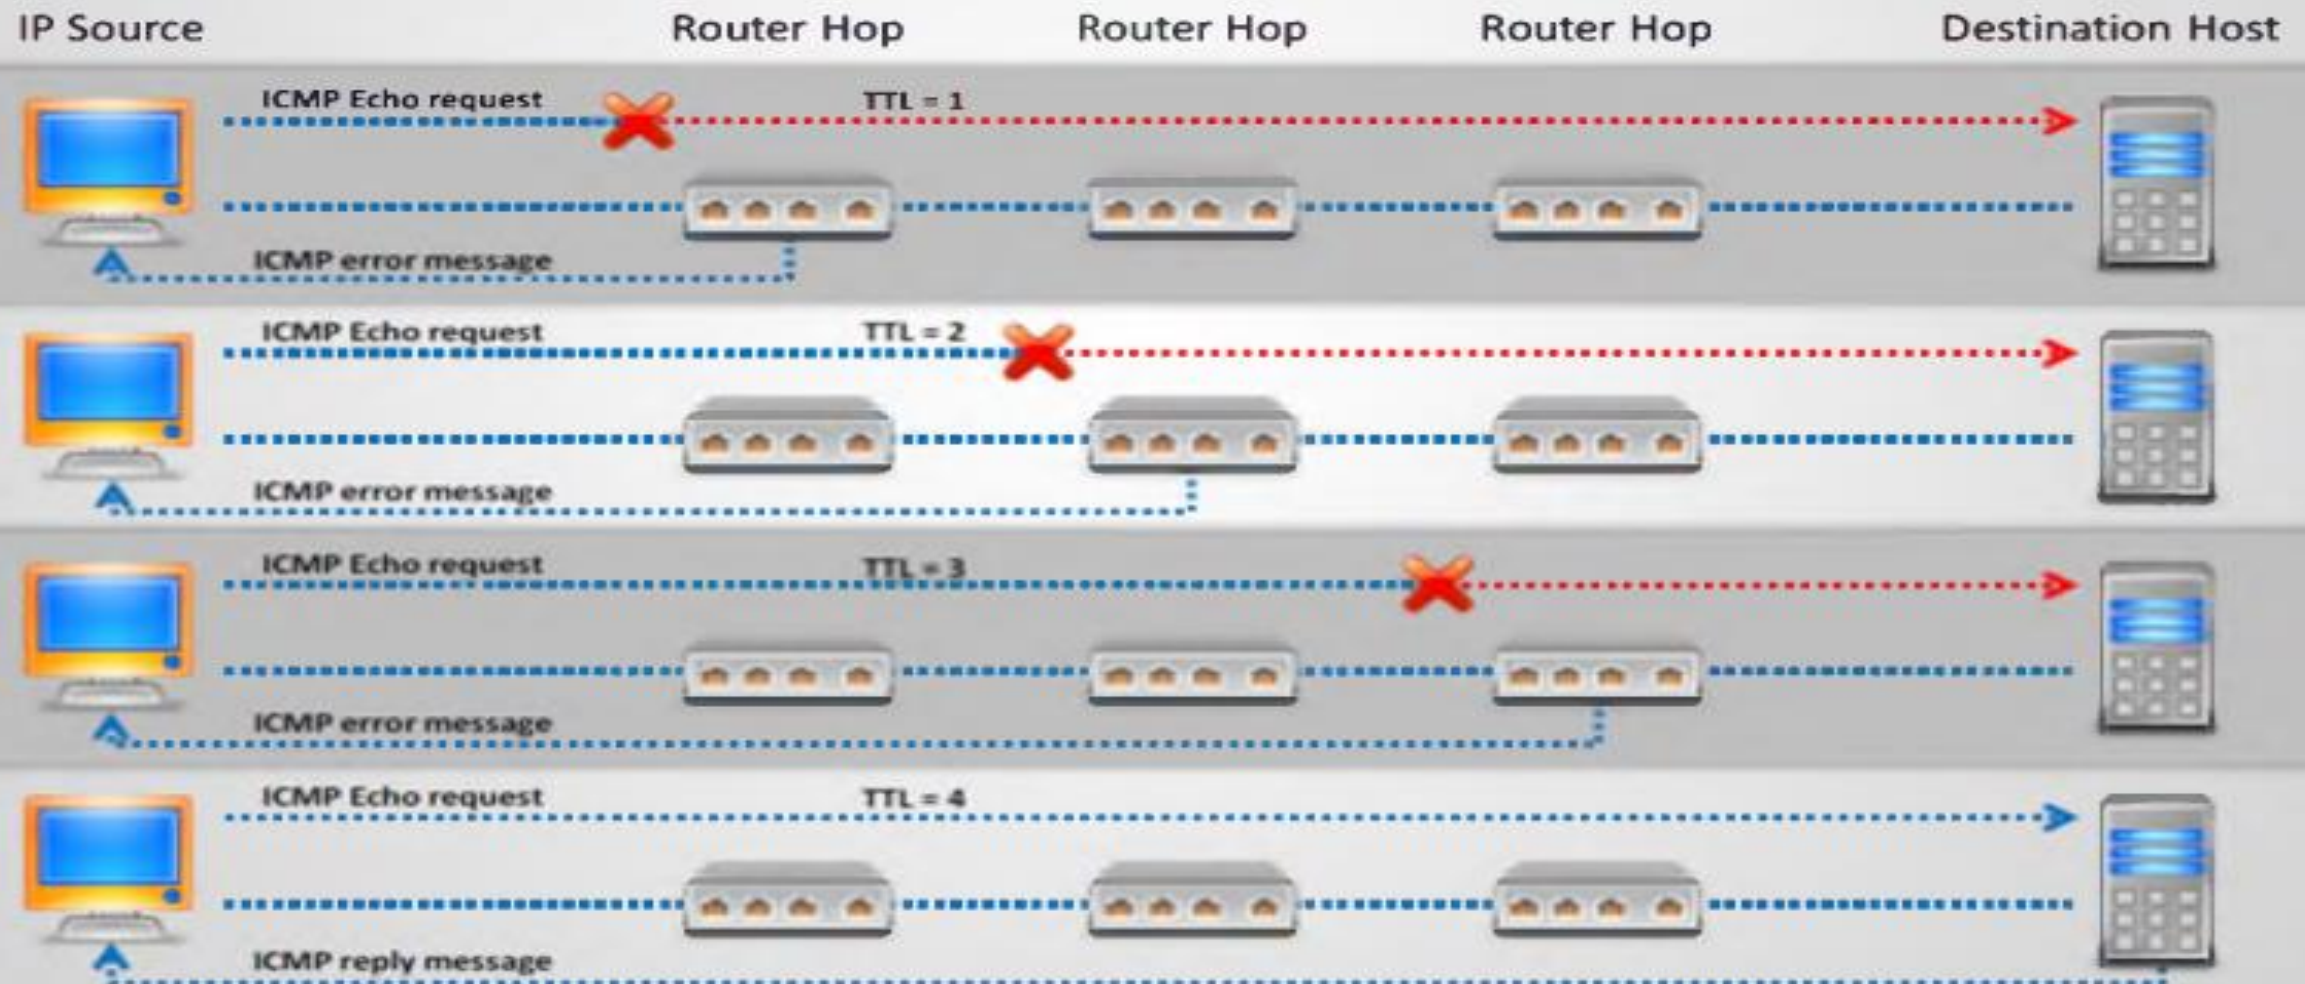 IP Source Router Hop Router Hop Router Hop Destination Host
ICMP Echo request TTL = 1
ICMP error message
ICMP Echo request TTL = 2
ICMP error message
ICMP Echo request TTL = 3
ICMP error message
ICMP Echo request TTL = 4
ICMP reply message